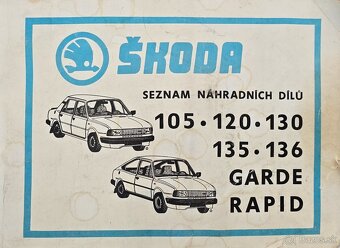 ŠKODA
SEZNAM NÁHRADNÍCH DÍLŮ
105 • 120 • 130
135 • 136
GARDE
RAPID